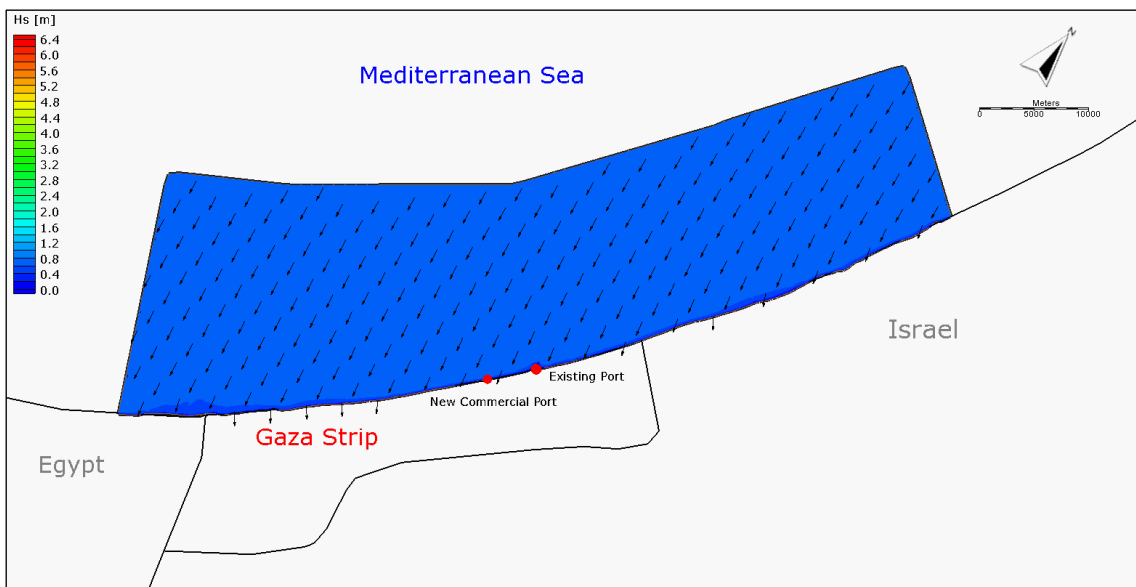 Hs [m]
6.4
6.0
5.6
5.2
4.8
4.4
4.0
3.6
3.2
2.8
2.4
2.0
1.6
1.2
0.8
0.4
0.0
Mediterranean Sea
N
Meters
0 5000 10000
Israel
Existing Port
New Commercial Port
Gaza Strip
Egypt